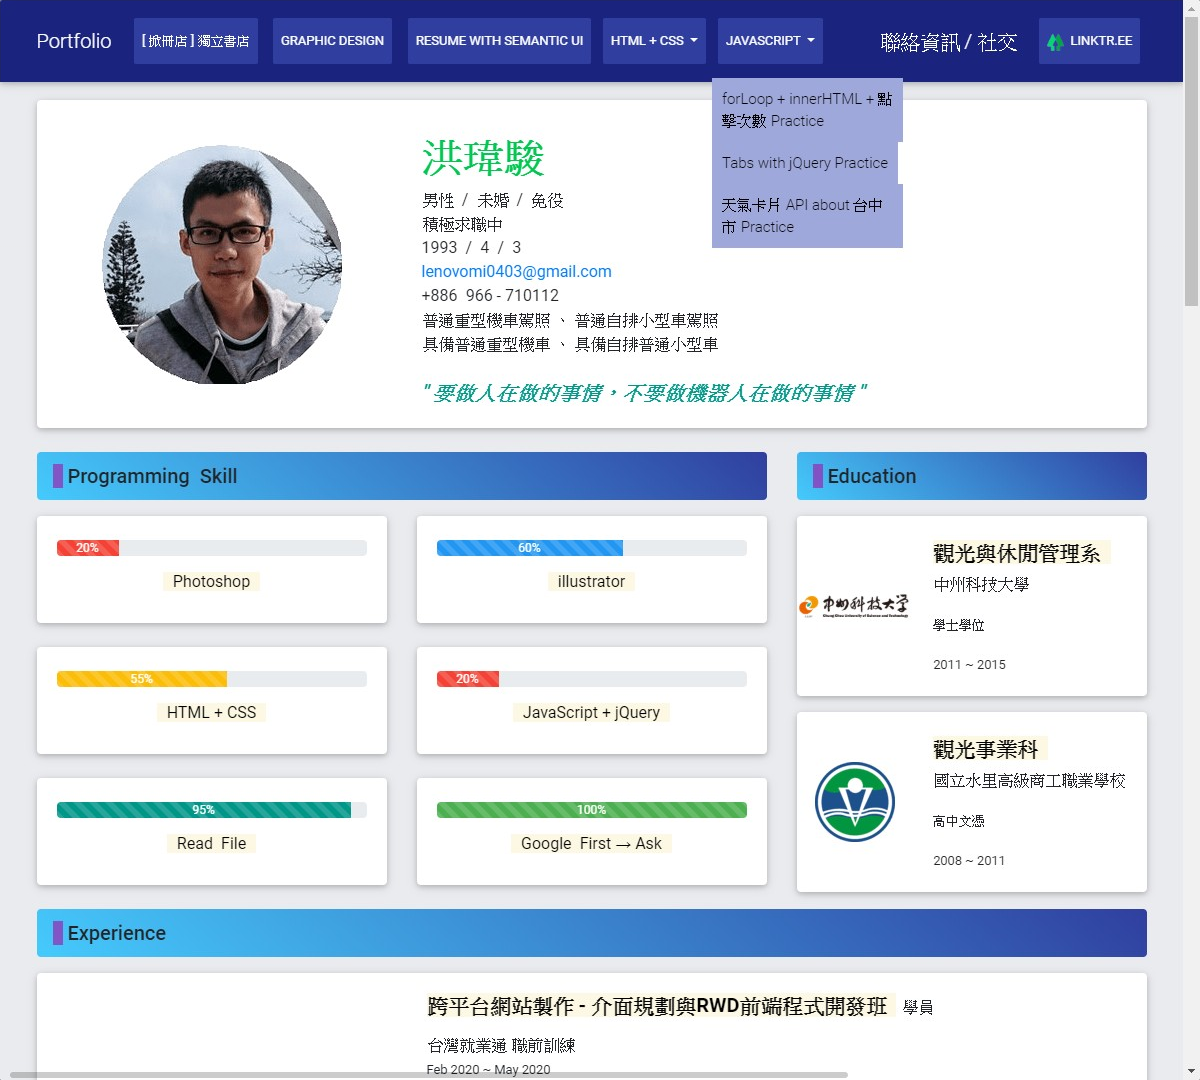 Portfolio
[ 掀冊店 ] 獨立書店
GRAPHIC DESIGN
RESUME WITH SEMANTIC UI
HTML + CSS
JAVASCRIPT
聯絡資訊 / 社交
LINKTR.EE
forLoop + innerHTML + 點
擊次數 Practice
Tabs with jQuery Practice
天氣卡片 API about 台中
市 Practice
洪瑋駿
男性 / 未婚 / 免役
積極求職中
1993 / 4 / 3
lenovomi0403@gmail.com
+886 966 - 710112
普通重型機車駕照 、 普通自排小型車駕照
具備普通重型機車 、 具備自排普通小型車
" 要做人在做的事情，不要做機器人在做的事情 "
Programming Skill
20%
Photoshop
60%
illustrator
55%
HTML + CSS
20%
JavaScript + jQuery
95%
Read File
100%
Google First → Ask
Education
中州科技大学
Chung Chou University of Science and Technology
觀光與休閒管理系
中州科技大學
學士學位
2011 ~ 2015
觀光事業科
國立水里高級商工職業學校
高中文憑
2008 ~ 2011
Experience
跨平台網站製作 - 介面規劃與RWD前端程式開發班 學員
台灣就業通 職前訓練
Feb 2020 ~ May 2020